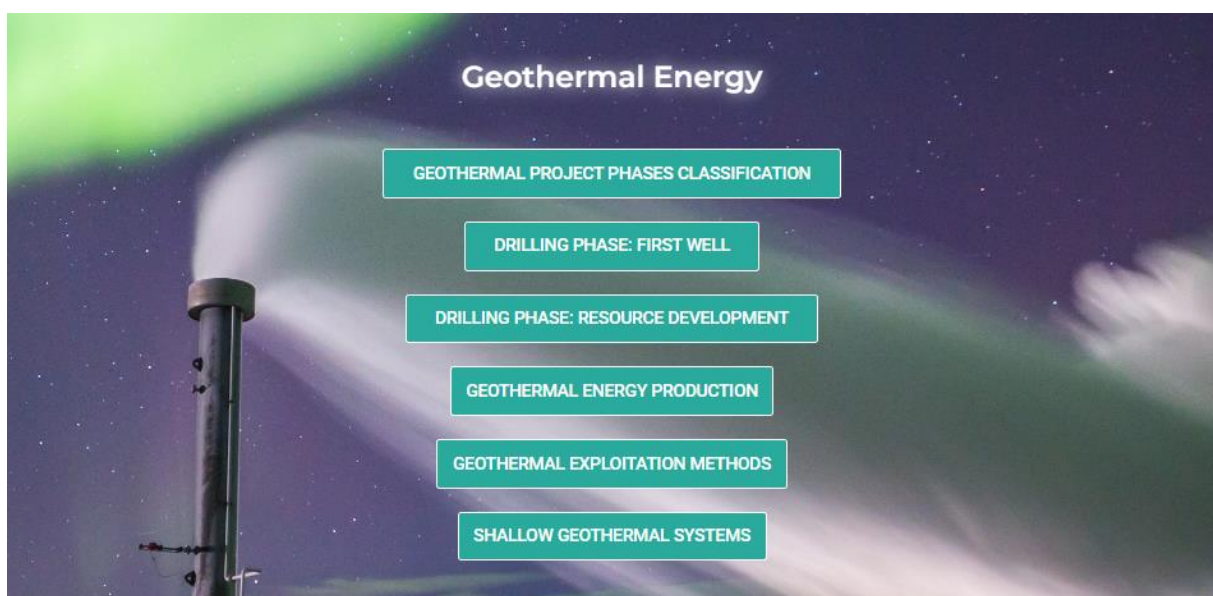 Geothermal Energy
GEOTHERMAL PROJECT PHASES CLASSIFICATION
DRILLING PHASE: FIRST WELL
DRILLING PHASE: RESOURCE DEVELOPMENT
GEOTHERMAL ENERGY PRODUCTION
GEOTHERMAL EXPLOITATION METHODS
SHALLOW GEOTHERMAL SYSTEMS